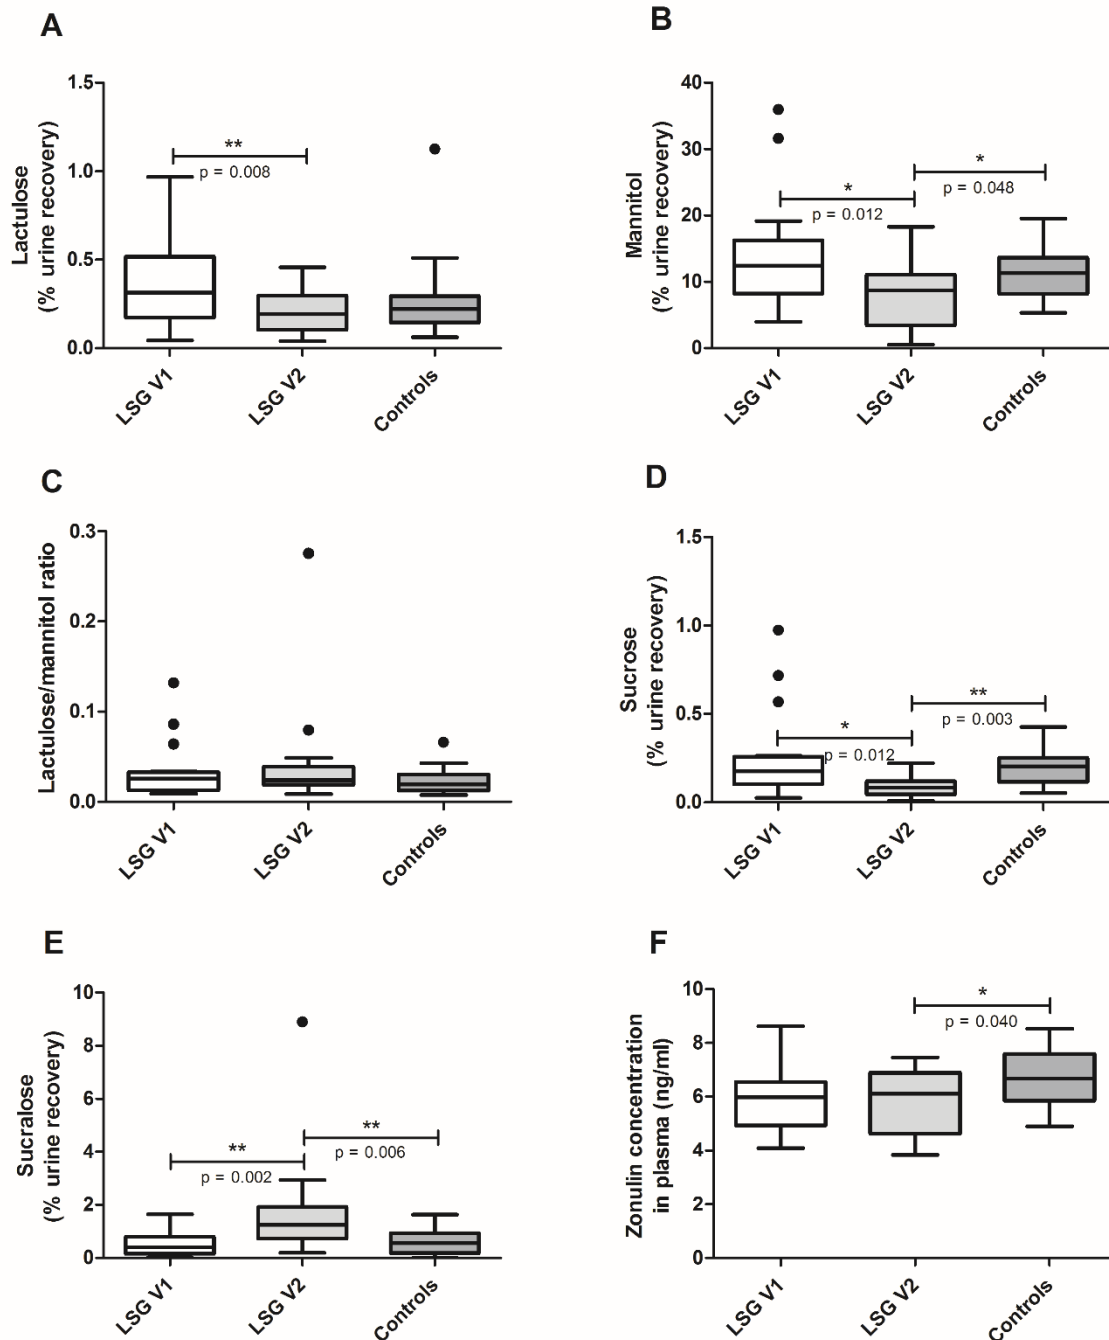 A
Lactulose
(% urine recovery)
1.5
1.0
0.5
0.0
**
p = 0.008
LSG V1
LSG V2
Controls
B
Mannitol
(% urine recovery)
40
30
20
10
0
*
p = 0.012
*
p = 0.048
LSG V1
LSG V2
Controls
C
Lactulose/mannitol ratio
0.3
0.2
0.1
0.0
LSG V1
LSG V2
Controls
D
Sucrose
(% urine recovery)
1.5
1.0
0.5
0.0
*
p = 0.012
**
p = 0.003
LSG V1
LSG V2
Controls
E
Sucralose
(% urine recovery)
10
8
6
4
2
0
**
p = 0.002
**
p = 0.006
LSG V1
LSG V2
Controls
F
Zonulin concentration
in plasma (ng/ml)
10
8
6
4
2
0
*
p = 0.040
LSG V1
LSG V2
Controls